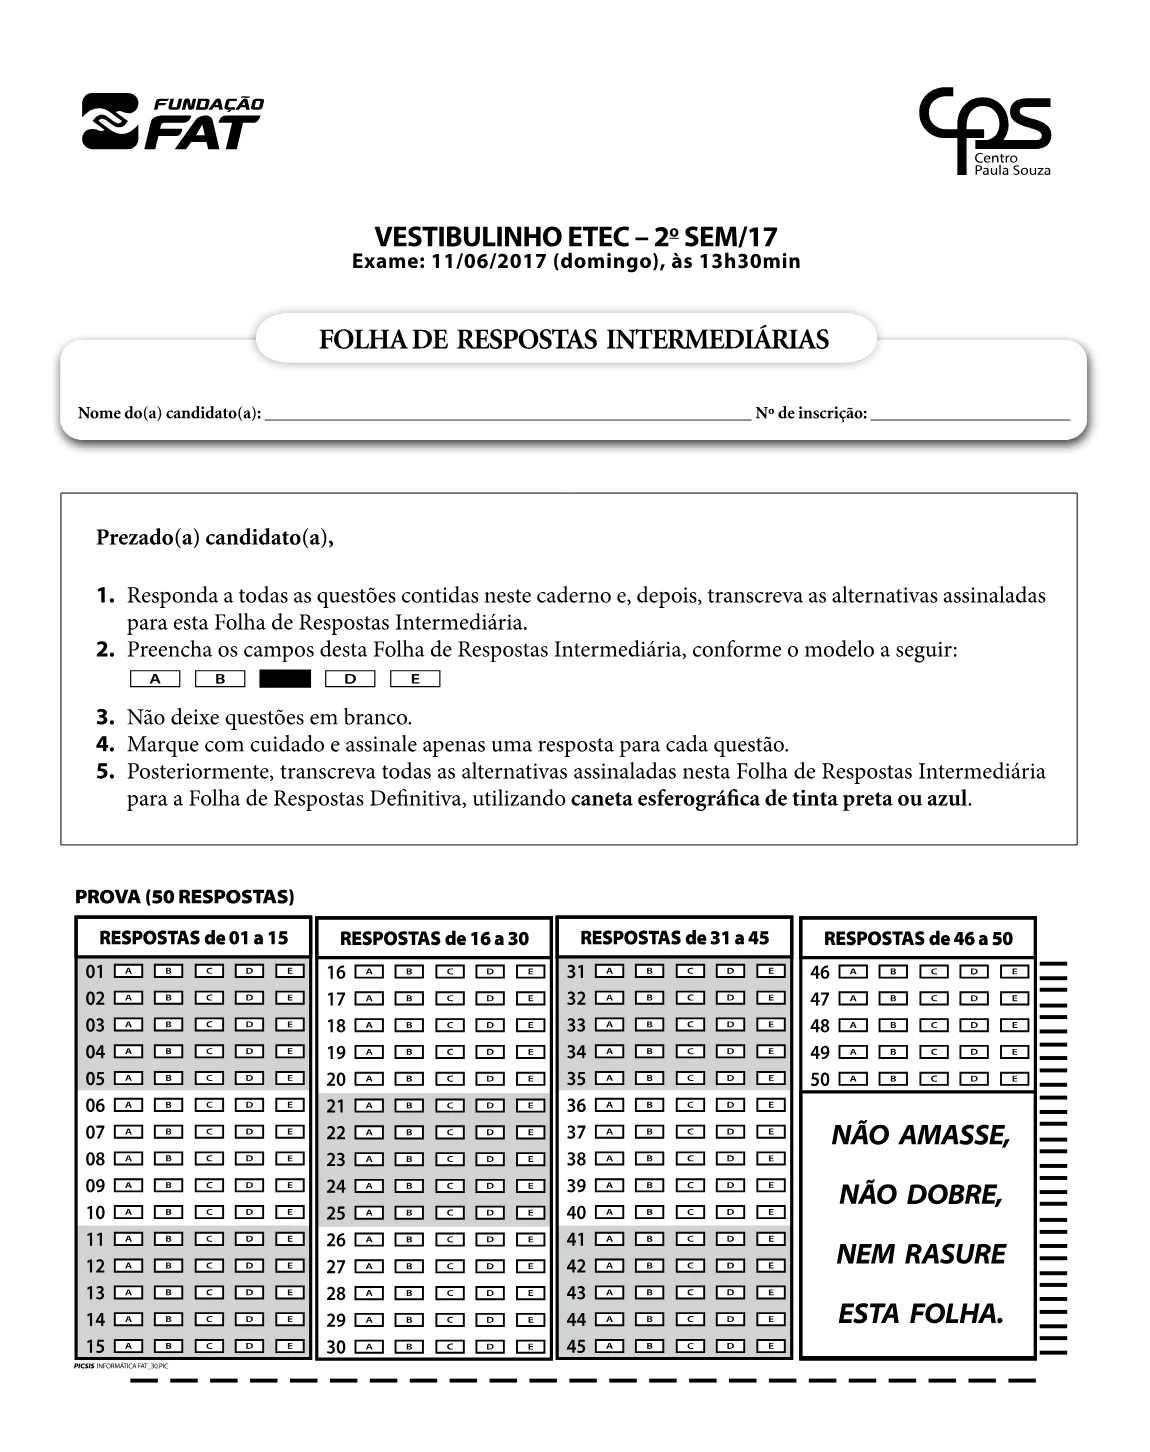 FUNDAÇÃO
FAT
CPS
Centro
Paula Souza
VESTIBULINHO ETEC – 2º SEM/17
Exame: 11/06/2017 (domingo), às 13h30min
FOLHA DE RESPOSTAS INTERMEDIÁRIAS
Nome do(a) candidato(a): ________ Nº de inscrição: ________
Prezado(a) candidato(a),
1. Responda a todas as questões contidas neste caderno e, depois, transcreva as alternativas assinaladas
para esta Folha de Respostas Intermediária.
2. Preencha os campos desta Folha de Respostas Intermediária, conforme o modelo a seguir:
A B D E
3. Não deixe questões em branco.
4. Marque com cuidado e assinale apenas uma resposta para cada questão.
5. Posteriormente, transcreva todas as alternativas assinaladas nesta Folha de Respostas Intermediária
para a Folha de Respostas Definitiva, utilizando caneta esferográfica de tinta preta ou azul.
PROVA (50 RESPOSTAS)
RESPOSTAS de 01 a 15
01 A B C D E
02 A B C D E
03 A B C D E
04 A B C D E
05 A B C D E
06 A B C D E
07 A B C D E
08 A B C D E
09 A B C D E
10 A B C D E
11 A B C D E
12 A B C D E
13 A B C D E
14 A B C D E
15 A B C D E
RESPOSTAS de 16 a 30
16 A B C D E
17 A B C D E
18 A B C D E
19 A B C D E
20 A B C D E
21 A B C D E
22 A B C D E
23 A B C D E
24 A B C D E
25 A B C D E
26 A B C D E
27 A B C D E
28 A B C D E
29 A B C D E
30 A B C D E
RESPOSTAS de 31 a 45
31 A B C D E
32 A B C D E
33 A B C D E
34 A B C D E
35 A B C D E
36 A B C D E
37 A B C D E
38 A B C D E
39 A B C D E
40 A B C D E
41 A B C D E
42 A B C D E
43 A B C D E
44 A B C D E
45 A B C D E
RESPOSTAS de 46 a 50
46 A B C D E
47 A B C D E
48 A B C D E
49 A B C D E
50 A B C D E
NÃO AMASSE,
NÃO DOBRE,
NEM RASURE
ESTA FOLHA.
PICSIS INFORMÁTICA FAT_30.PIC